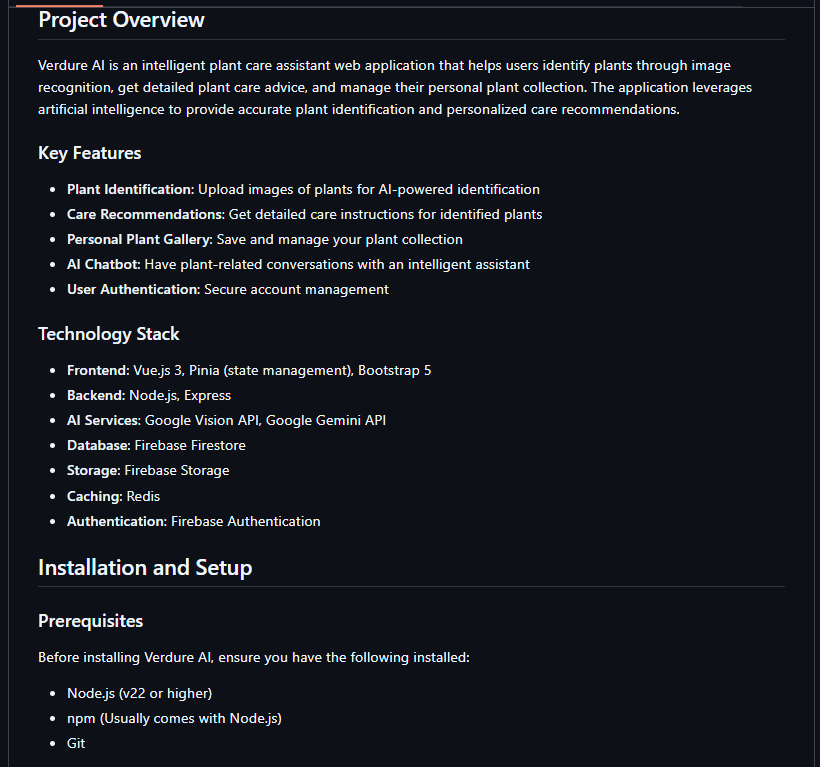 Project Overview
Verdure AI is an intelligent plant care assistant web application that helps users identify plants through image
recognition, get detailed plant care advice, and manage their personal plant collection. The application leverages
artificial intelligence to provide accurate plant identification and personalized care recommendations.
Key Features
• Plant Identification: Upload images of plants for AI-powered identification
• Care Recommendations: Get detailed care instructions for identified plants
• Personal Plant Gallery: Save and manage your plant collection
• AI Chatbot: Have plant-related conversations with an intelligent assistant
• User Authentication: Secure account management
Technology Stack
• Frontend: Vue.js 3, Pinia (state management), Bootstrap 5
• Backend: Node.js, Express
• AI Services: Google Vision API, Google Gemini API
• Database: Firebase Firestore
• Storage: Firebase Storage
• Caching: Redis
• Authentication: Firebase Authentication
Installation and Setup
Prerequisites
Before installing Verdure AI, ensure you have the following installed:
• Node.js (v22 or higher)
• npm (Usually comes with Node.js)
• Git